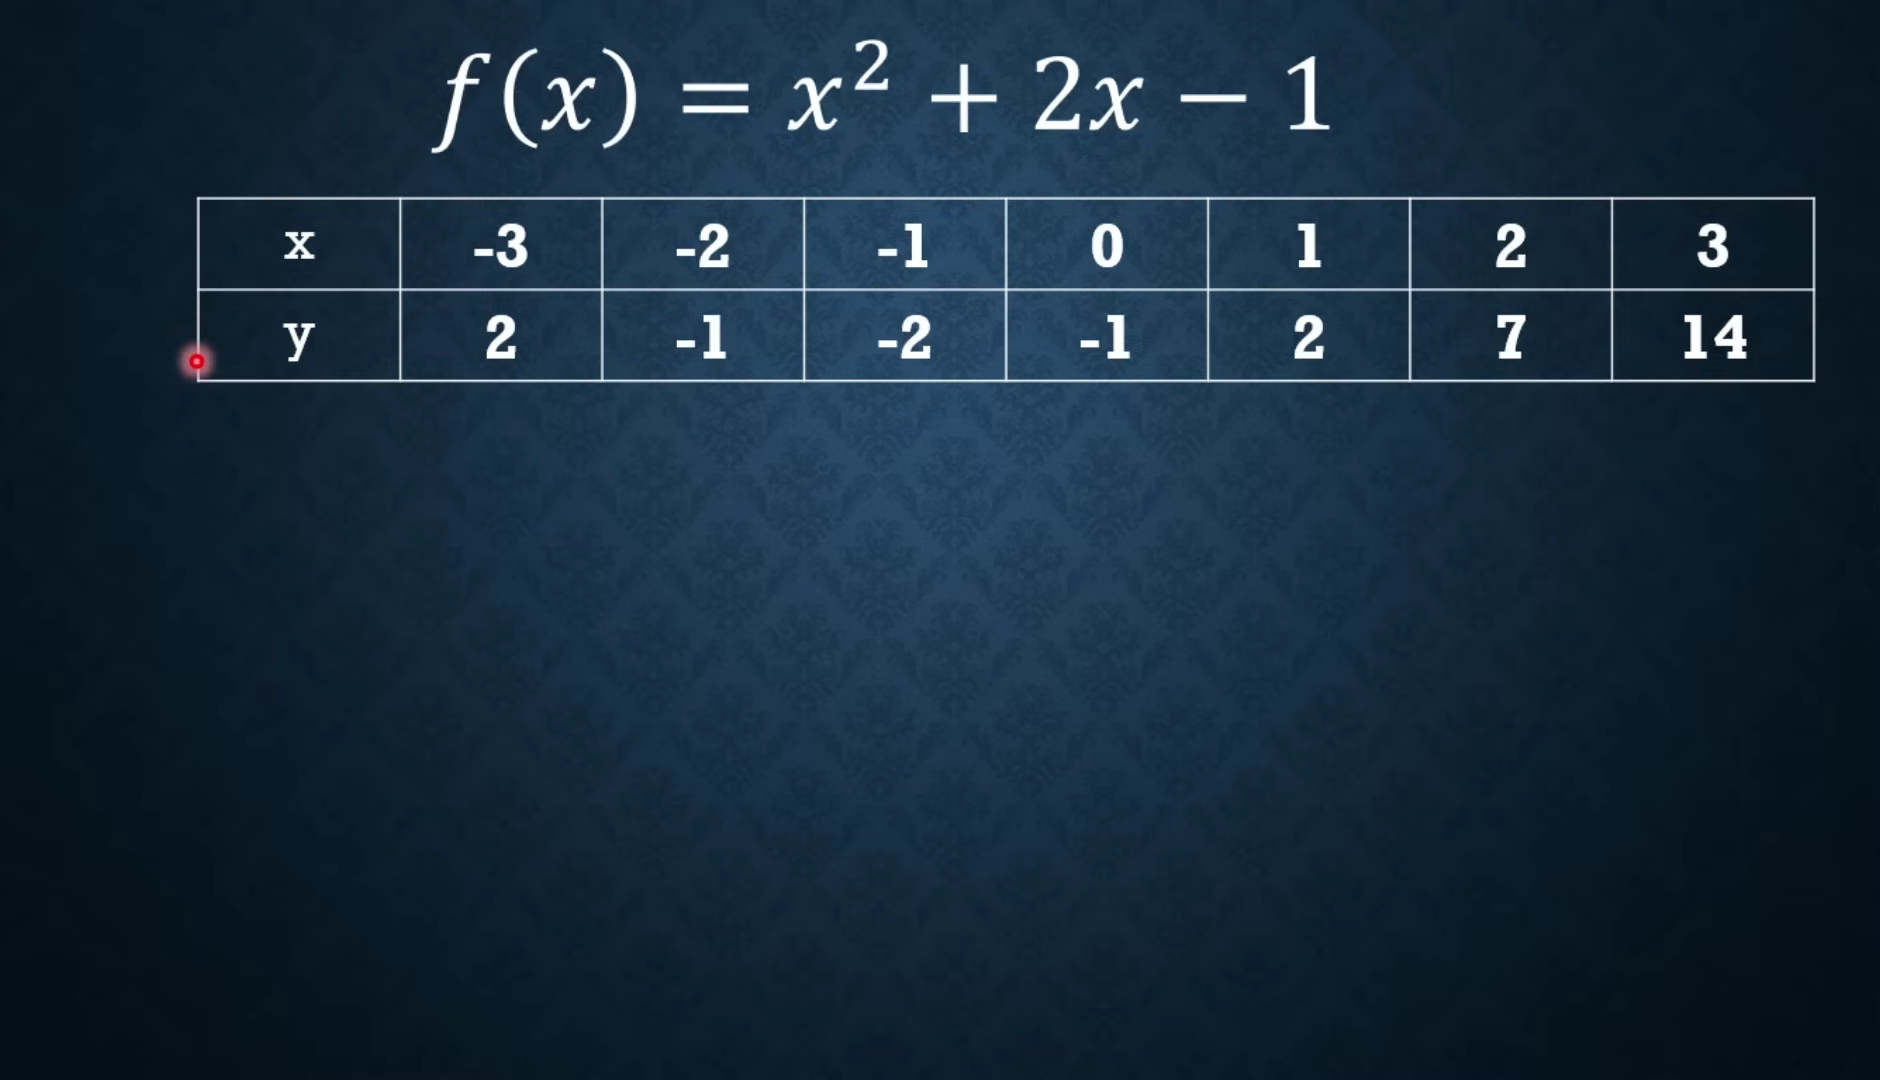 f(x) = x² + 2x − 1
x -3 -2 -1 0 1 2 3
y 2 -1 -2 -1 2 7 14